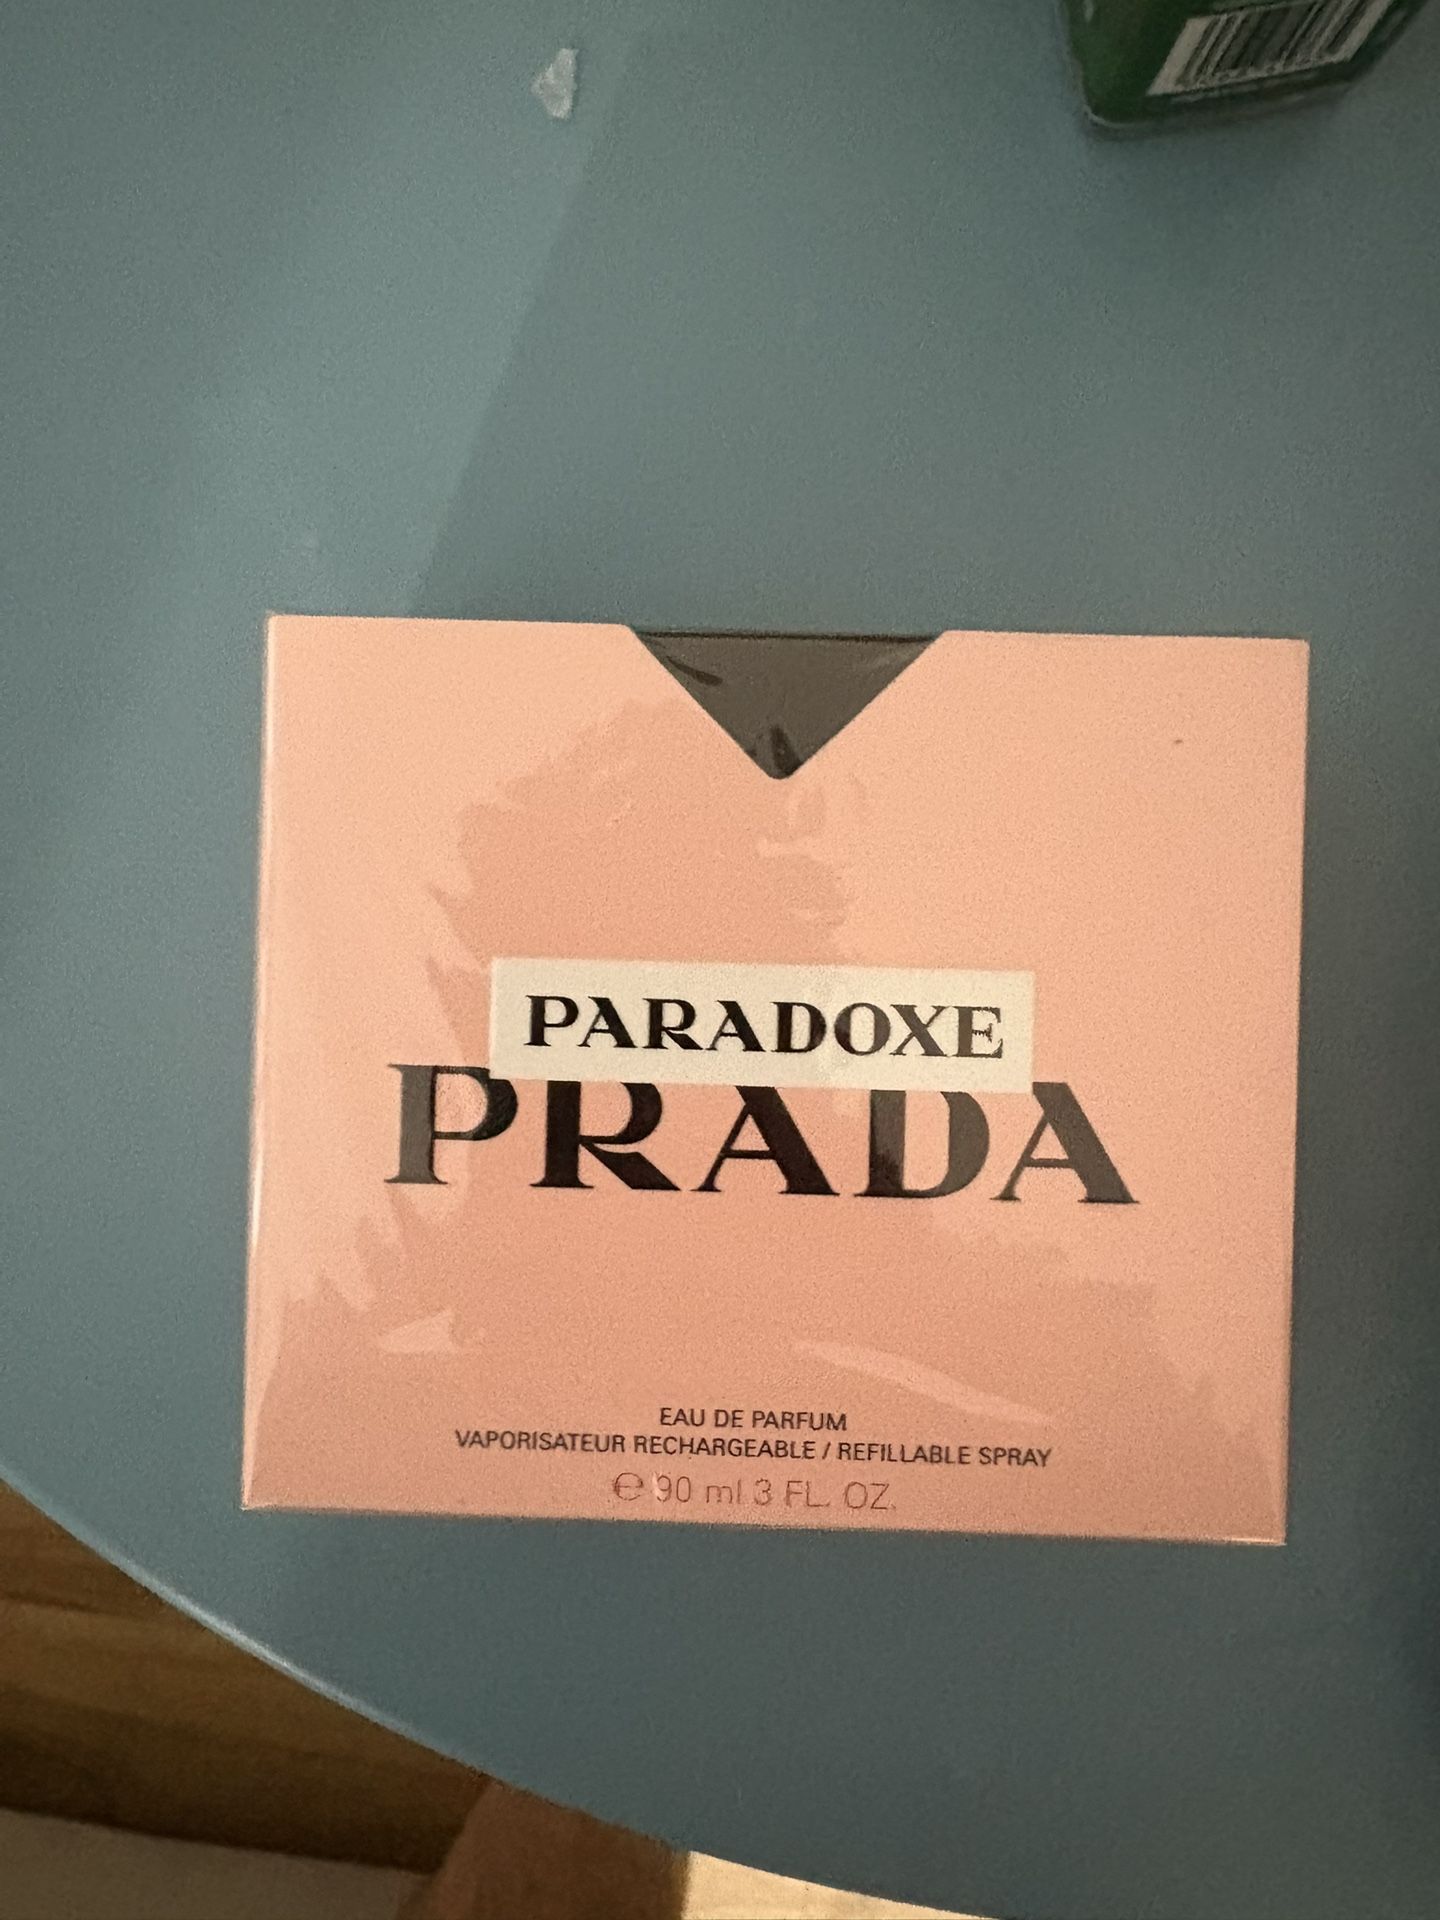 PARADOXE
PRADA
EAU DE PARFUM
VAPORISATEUR RECHARGEABLE / REFILLABLE SPRAY
℮ 90 ml 3 FL. OZ.